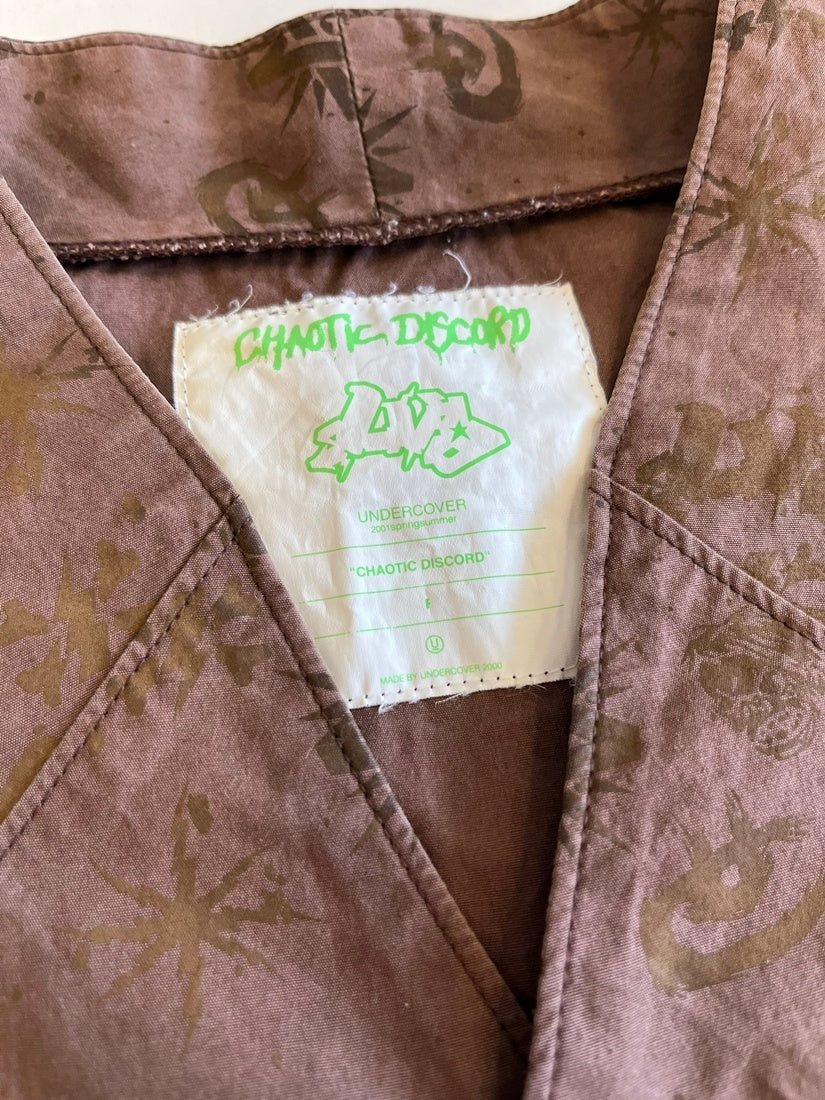 CHAOTIC DISCORD
UNDERCOVER
2001springsummer
"CHAOTIC DISCORD"
F
U
MADE BY UNDERCOVER 2000